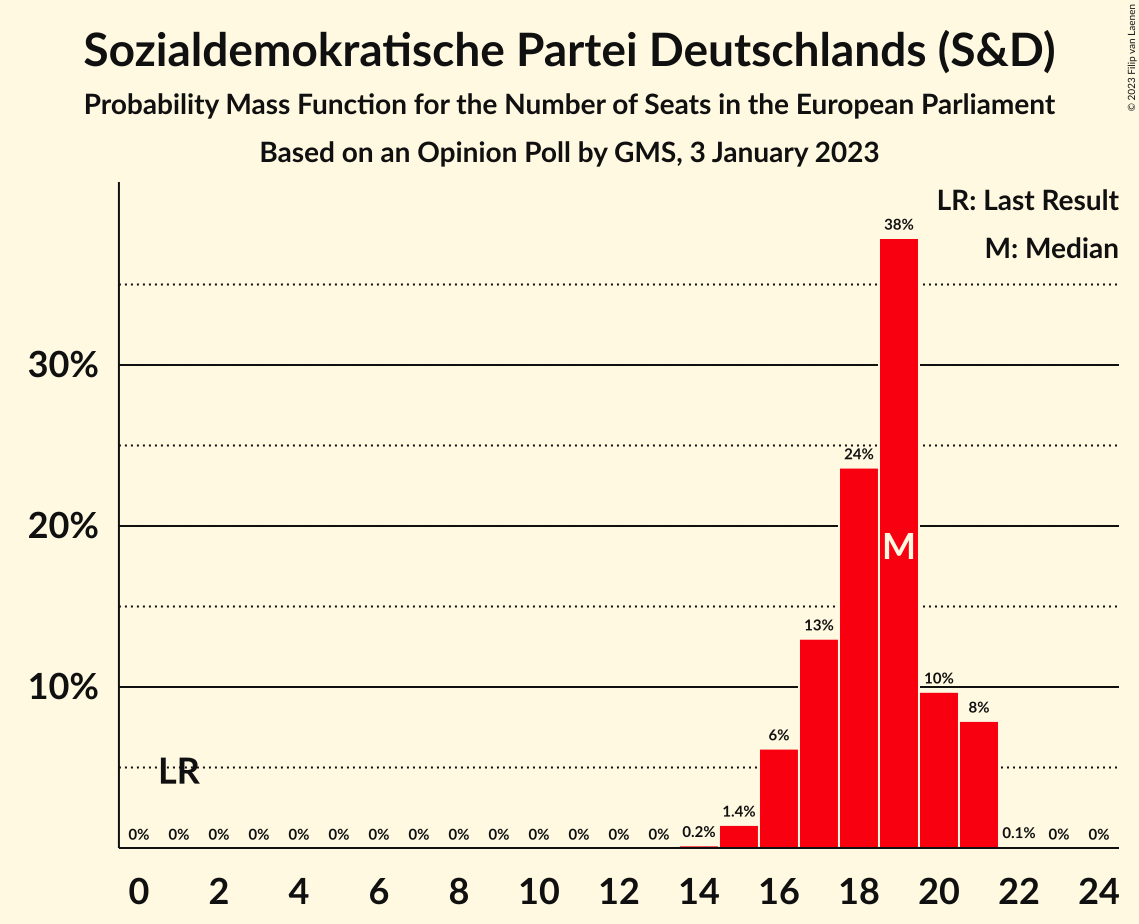 Sozialdemokratische Partei Deutschlands (S&D)
Probability Mass Function for the Number of Seats in the European Parliament
Based on an Opinion Poll by GMS, 3 January 2023
© 2023 Filip van Laenen
LR: Last Result
M: Median
38%
30%
24%
20%
M
13%
10%
10%
8%
6%
LR
0% 0% 0% 0% 0% 0% 0% 0% 0% 0% 0% 0% 0% 0% 0.2% 1.4% 0.1% 0% 0%
0 2 4 6 8 10 12 14 16 18 20 22 24